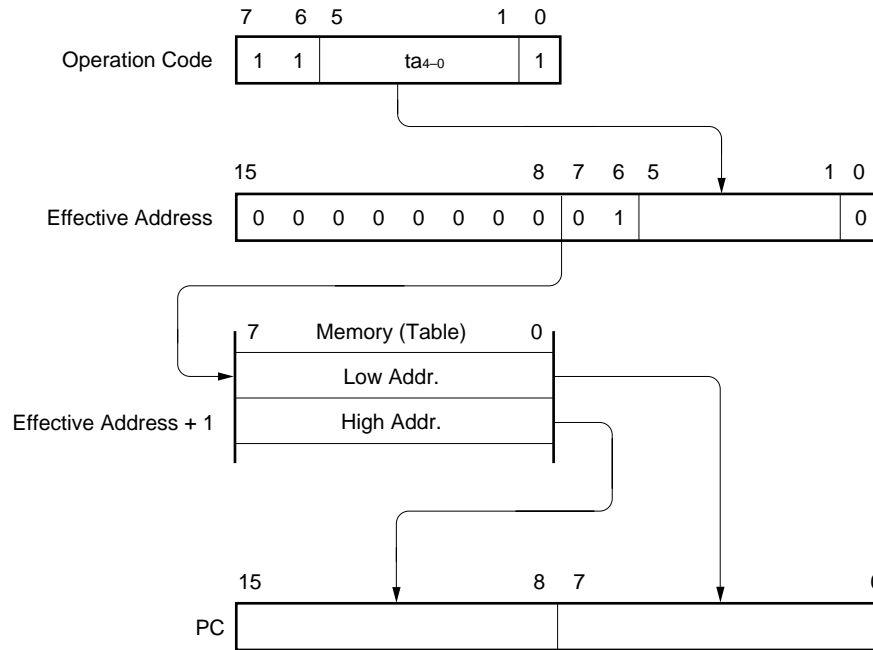 7 6 5 1 0
Operation Code 1 1 ta4–0 1
15 8 7 6 5 1 0
Effective Address 0 0 0 0 0 0 0 0 0 1 0
7 Memory (Table) 0
Low Addr.
Effective Address + 1 High Addr.
15 8 7
PC